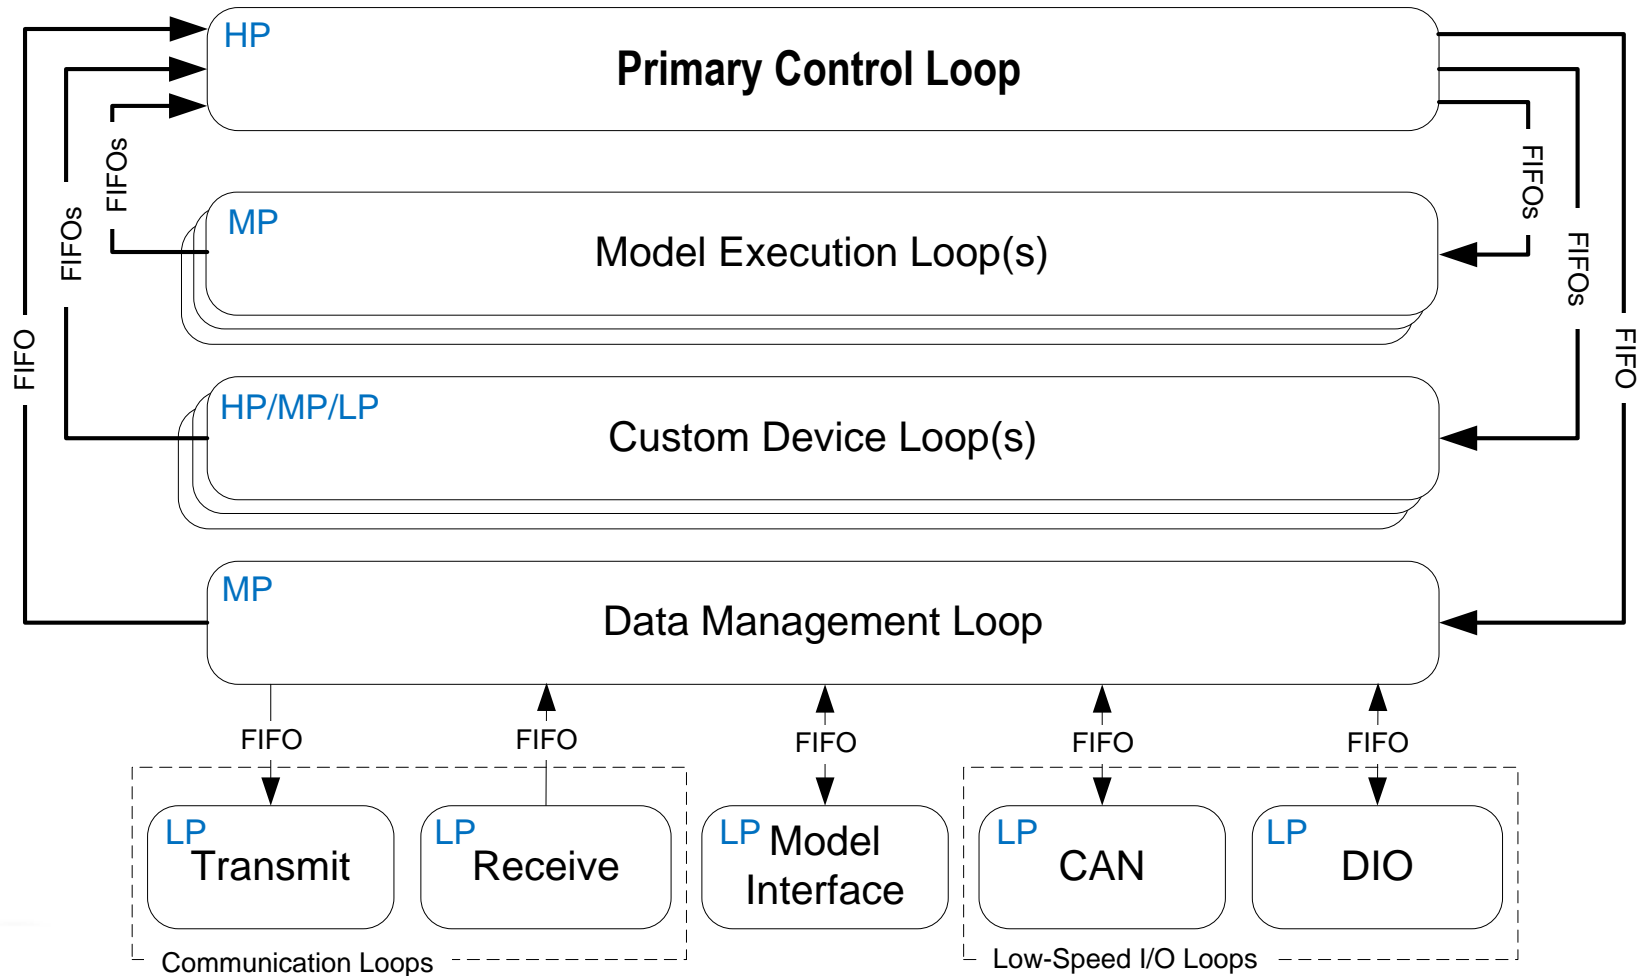 HP
Primary Control Loop
FIFOs
FIFOs
MP
Model Execution Loop(s)
FIFOs
FIFOs
FIFO
FIFO
HP/MP/LP
Custom Device Loop(s)
MP
Data Management Loop
FIFO
FIFO
FIFO
FIFO
FIFO
LP
Transmit
LP
Receive
LP
Model
Interface
LP
CAN
LP
DIO
Communication Loops
Low-Speed I/O Loops